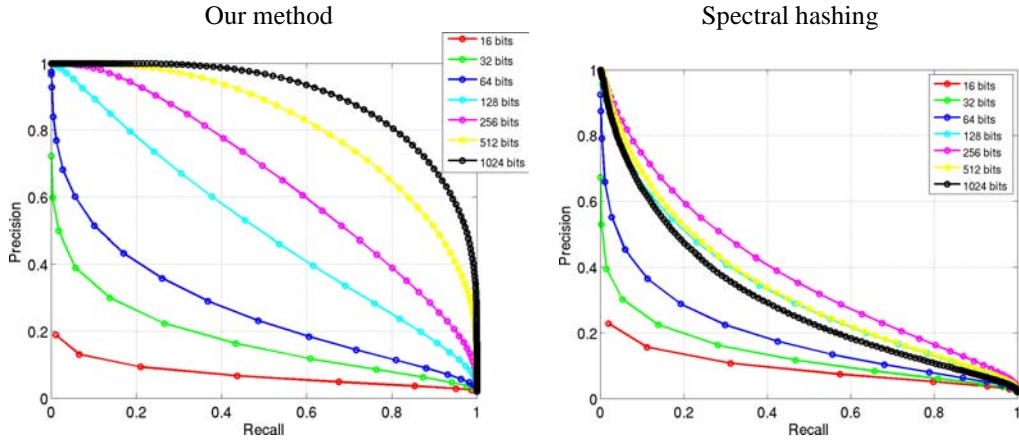 Our method
Spectral hashing
16 bits
32 bits
64 bits
128 bits
256 bits
512 bits
1024 bits
1
0.8
0.6
0.4
0.2
0
Precision
0 0.2 0.4 0.6 0.8 1
Recall
16 bits
32 bits
64 bits
128 bits
256 bits
512 bits
1024 bits
1
0.8
0.6
0.4
0.2
0
Precision
0 0.2 0.4 0.6 0.8 1
Recall